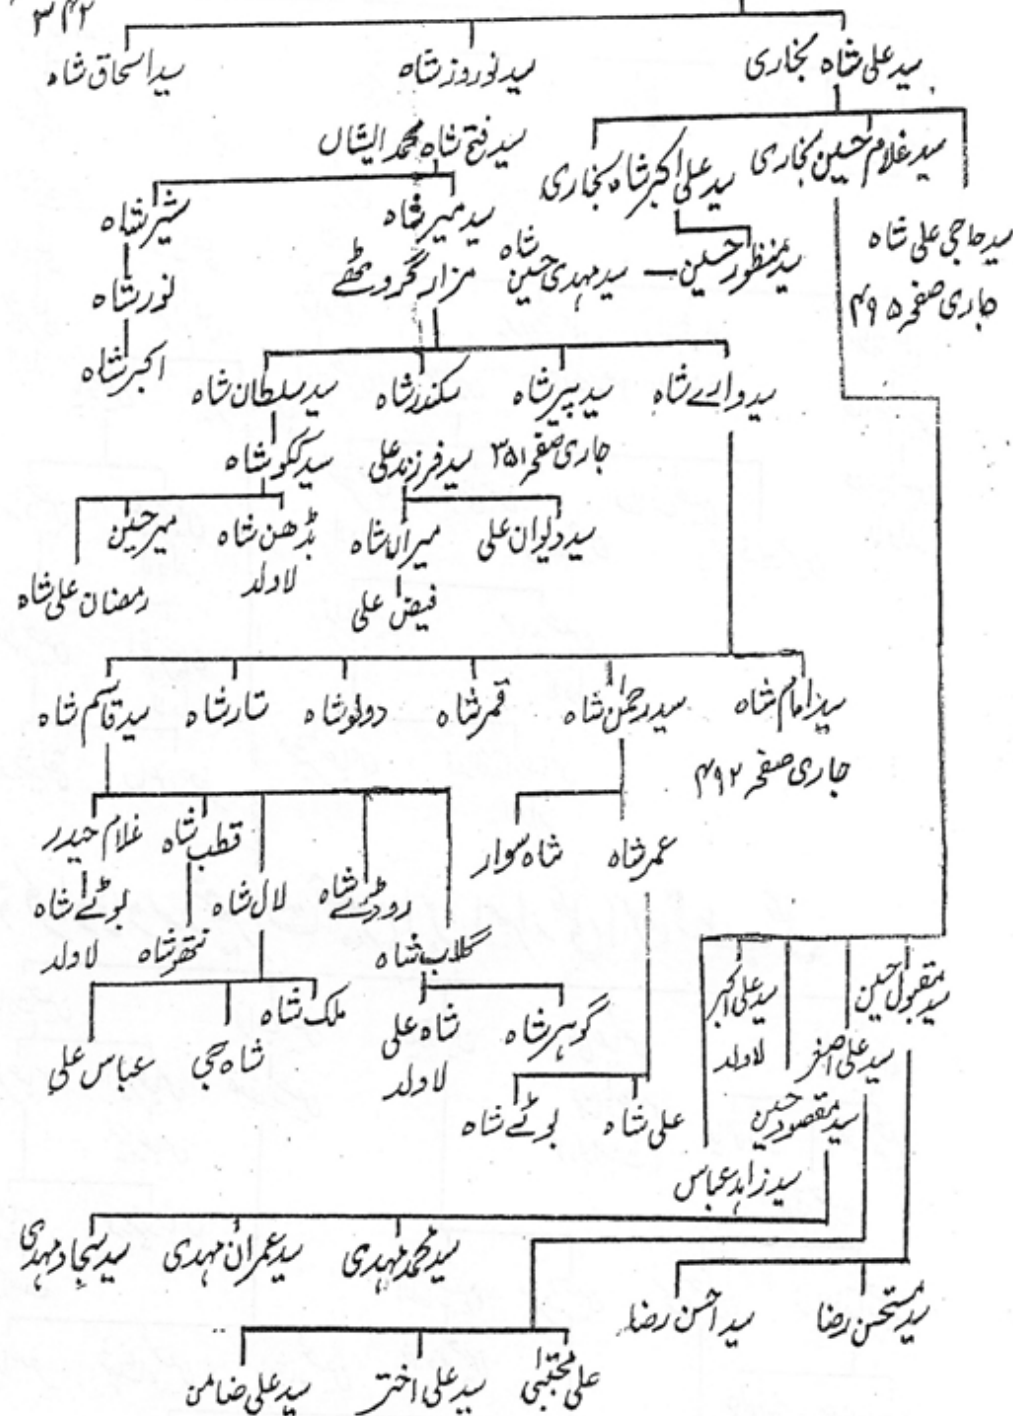 ۳۴۲
سید علی شاہ بخاری
سید نوروز شاہ
سید اسحاق شاہ
سید فتح شاہ محمد الیشاں
سید غلام حسین بخاری
سید علی اکبر شاہ بخاری
سید حاجی علی شاہ
جاری صفحہ ۴۹۵
سید منظور حسین — سید مہدی حسین شاہ
سید میر شاہ
مزار گروٹھے
شیر شاہ
نور شاہ
اکبر شاہ
سید وارے شاہ
سید پیر شاہ
سکندر شاہ
سید سلطان شاہ
جاری صفحہ ۳۵۱
سید فرزند علی
سید ککو شاہ
سید دیوان علی
میراں شاہ
بڈھن شاہ
میر حسین
لاولد
فیض علی
رمضان علی شاہ
سید امام شاہ
سید رحمن شاہ
قمر شاہ
دولو شاہ
ستار شاہ
سید قاسم شاہ
جاری صفحہ ۴۹۲
عمر شاہ
شاہ سوار
قطب شاہ
غلام حیدر
روڑے شاہ
لال شاہ
بوٹے شاہ
گلاب شاہ
نتھر شاہ
لاولد
سید مقبول حسین
سید علی اکبر
ملک شاہ
گوہر شاہ
شاہ علی
شاہ جی
عباس علی
لاولد
سید علی اصغر
لاولد
سید مقصود حسین
علی شاہ
بوٹے شاہ
سید زاہد عباس
سید محمد مہدی
سید عمران مہدی
سید سجاد مہدی
سید مستحسن رضا
سید احسن رضا
علی مجتبیٰ
سید علی اختر
سید علی ضامن